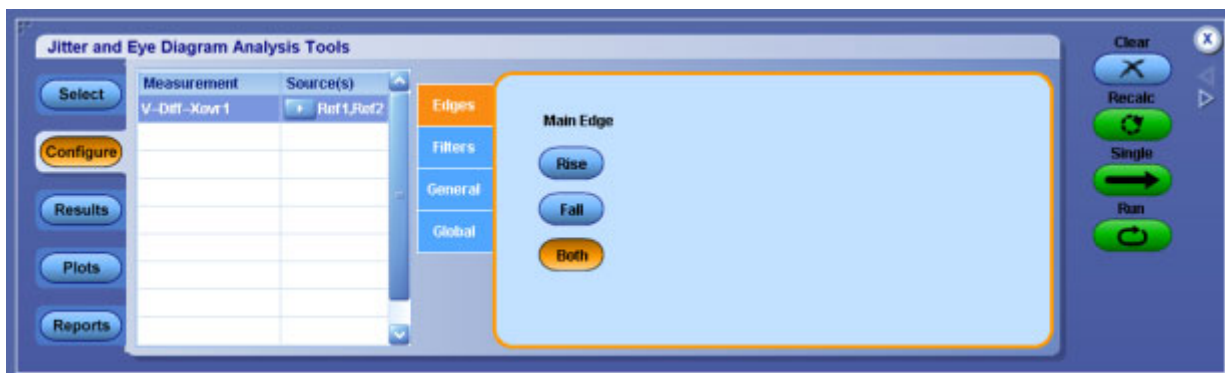 Jitter and Eye Diagram Analysis Tools
Select
Configure
Results
Plots
Reports
Measurement Source(s)
V-Diff-Xovr1 Ref1,Ref2
Edges
Filters
General
Global
Main Edge
Rise
Fall
Both
Clear
X
Recalc
Single
Run